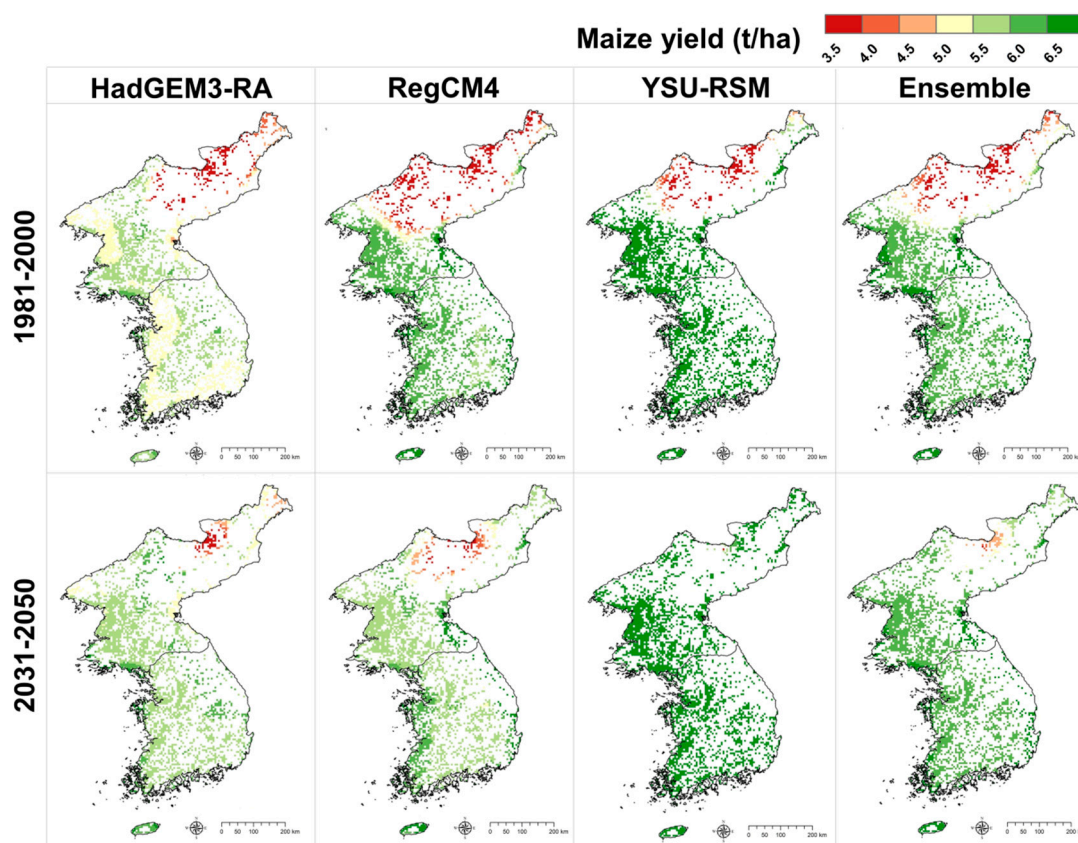 Maize yield (t/ha)
3.5 4.0 4.5 5.0 5.5 6.0 6.5
HadGEM3-RA RegCM4 YSU-RSM Ensemble
1981-2000
0 50 100 200 km 0 50 100 200 km 0 50 100 200 km 0 50 100 200 km
2031-2050
0 50 100 200 km 0 50 100 200 km 0 50 100 200 km 0 50 100 200 km